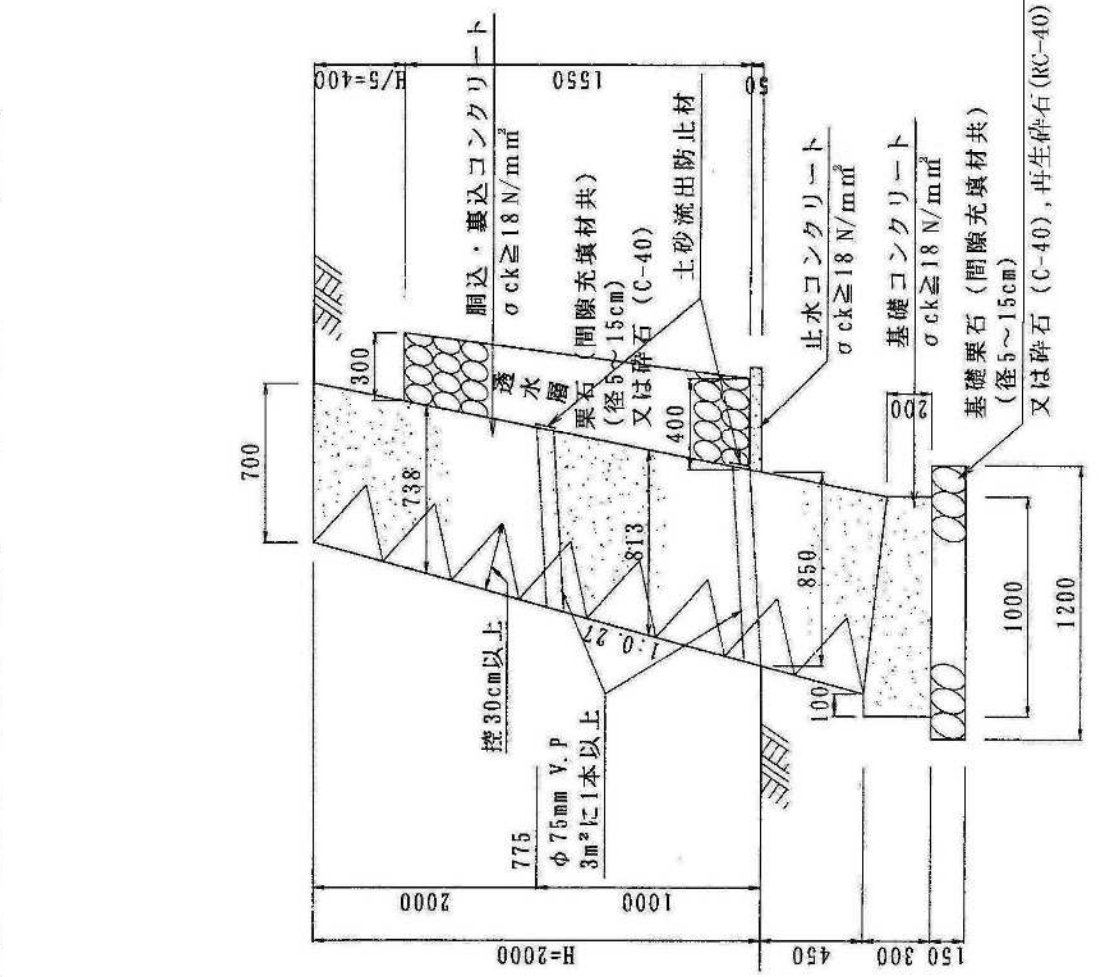 H/5=400
1550
50
300
700
738
胴込・裏込コンクリート
σck≧18N/mm²
透水層
栗石（間隙充填材共）
(径5～15cm)
又は砕石 (C-40)
土砂流出防止材
400
813
控30cm以上
1:0.27
止水コンクリート
σck≧18N/mm²
850
100
基礎コンクリート
σck≧18N/mm²
200
基礎栗石（間隙充填材共）
(径5～15cm)
又は砕石 (C-40),再生砕石(RC-40)
1000
1200
775
φ75mm V.P
3m²に1本以上
2000
1000
H=2000
450
300
150